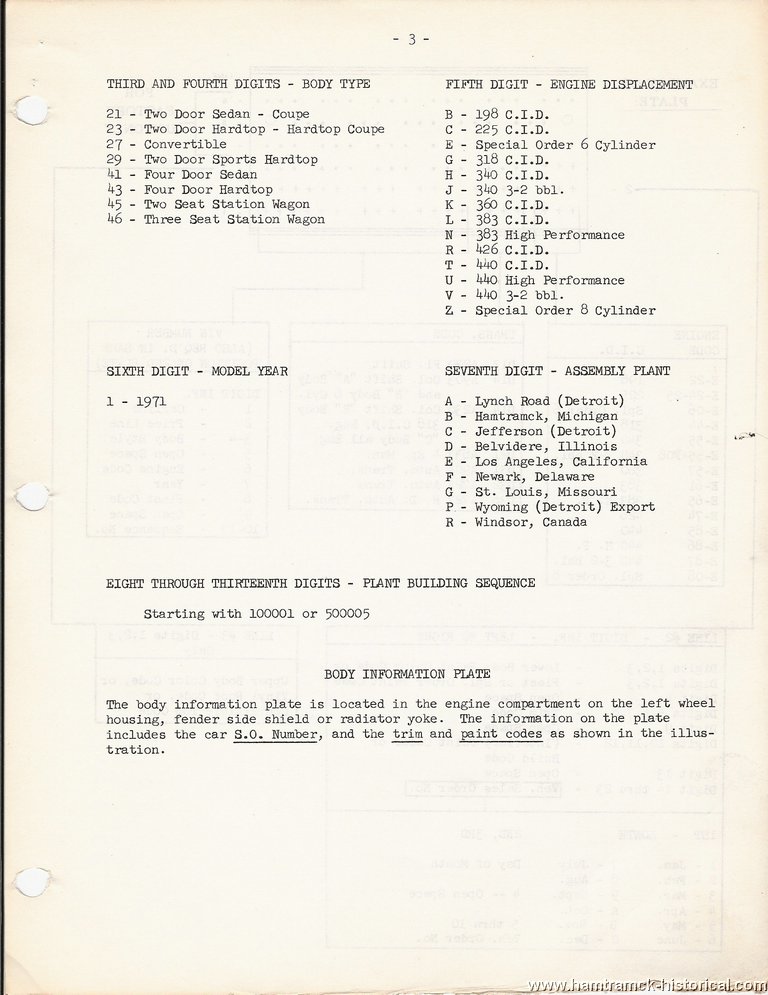 - 3 -
THIRD AND FOURTH DIGITS - BODY TYPE
21 - Two Door Sedan - Coupe
23 - Two Door Hardtop - Hardtop Coupe
27 - Convertible
29 - Two Door Sports Hardtop
41 - Four Door Sedan
43 - Four Door Hardtop
45 - Two Seat Station Wagon
46 - Three Seat Station Wagon
FIFTH DIGIT - ENGINE DISPLACEMENT
B - 198 C.I.D.
C - 225 C.I.D.
E - Special Order 6 Cylinder
G - 318 C.I.D.
H - 340 C.I.D.
J - 340 3-2 bbl.
K - 360 C.I.D.
L - 383 C.I.D.
N - 383 High Performance
R - 426 C.I.D.
T - 440 C.I.D.
U - 440 High Performance
V - 440 3-2 bbl.
Z - Special Order 8 Cylinder
SIXTH DIGIT - MODEL YEAR
1 - 1971
SEVENTH DIGIT - ASSEMBLY PLANT
A - Lynch Road (Detroit)
B - Hamtramck, Michigan
C - Jefferson (Detroit)
D - Belvidere, Illinois
E - Los Angeles, California
F - Newark, Delaware
G - St. Louis, Missouri
P - Wyoming (Detroit) Export
R - Windsor, Canada
EIGHT THROUGH THIRTEENTH DIGITS - PLANT BUILDING SEQUENCE
Starting with 100001 or 500005
BODY INFORMATION PLATE
The body information plate is located in the engine compartment on the left wheel
housing, fender side shield or radiator yoke. The information on the plate
includes the car S.O. Number, and the trim and paint codes as shown in the illus-
tration.
www.hamtramck-historical.com